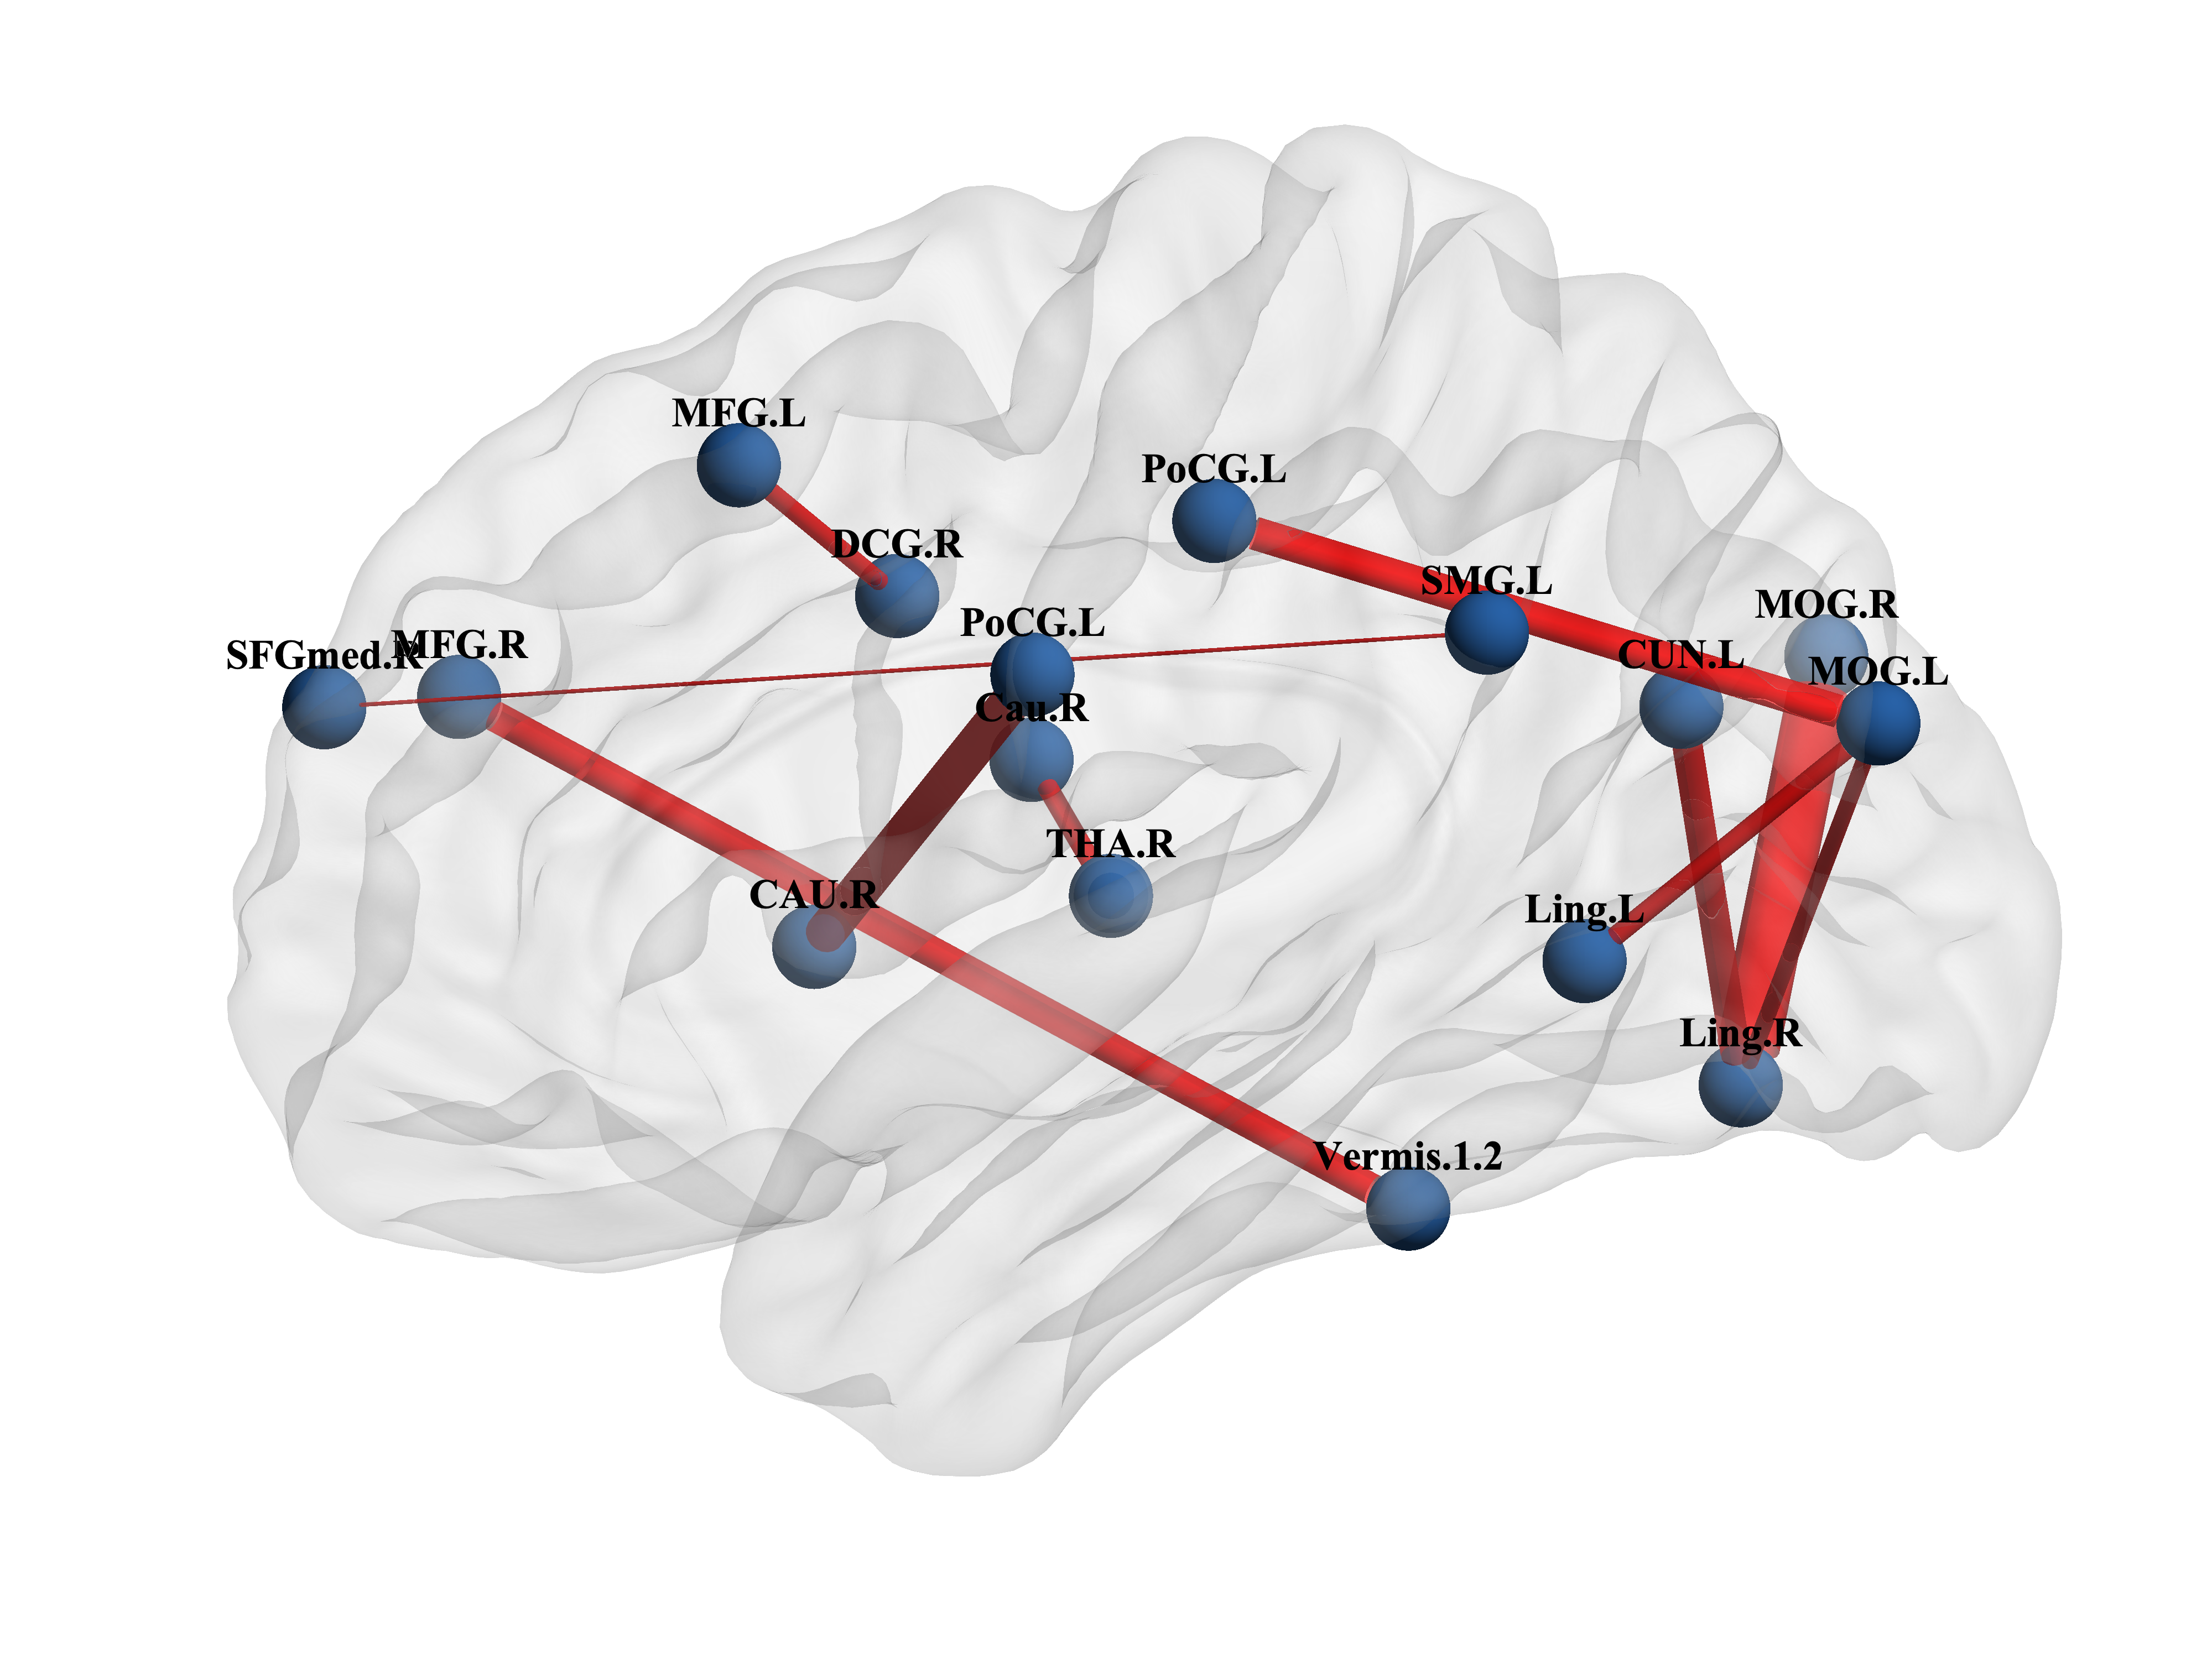 MFG.L
PoCG.L
DCG.R
SMG.L
MOG.R
PoCG.L
SFGmed.R
MFG.R
CUN.L
MOG.L
Cau.R
THA.R
CAU.R
Ling.L
Ling.R
Vermis.1.2